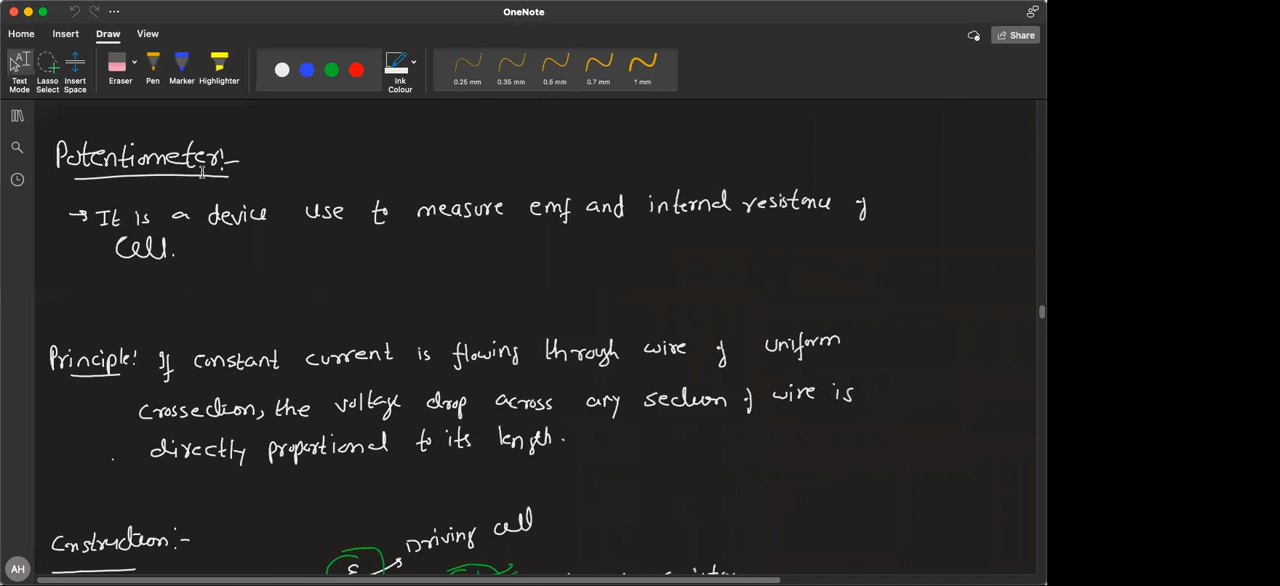 OneNote
Home Insert Draw View
Share
Text Mode
Lasso Select
Insert Space
Eraser
Pen
Marker
Highlighter
Ink Colour
0.25 mm
0.35 mm
0.5 mm
0.7 mm
1 mm
Potentiometer:-
→ It is a device use to measure emf and internal resistance of
Cell.
Principle: If constant current is flowing through wire of uniform
crossection, the voltage drop across any section of wire is
directly proportional to its length.
Construction:-
Driving cell
ε
AH